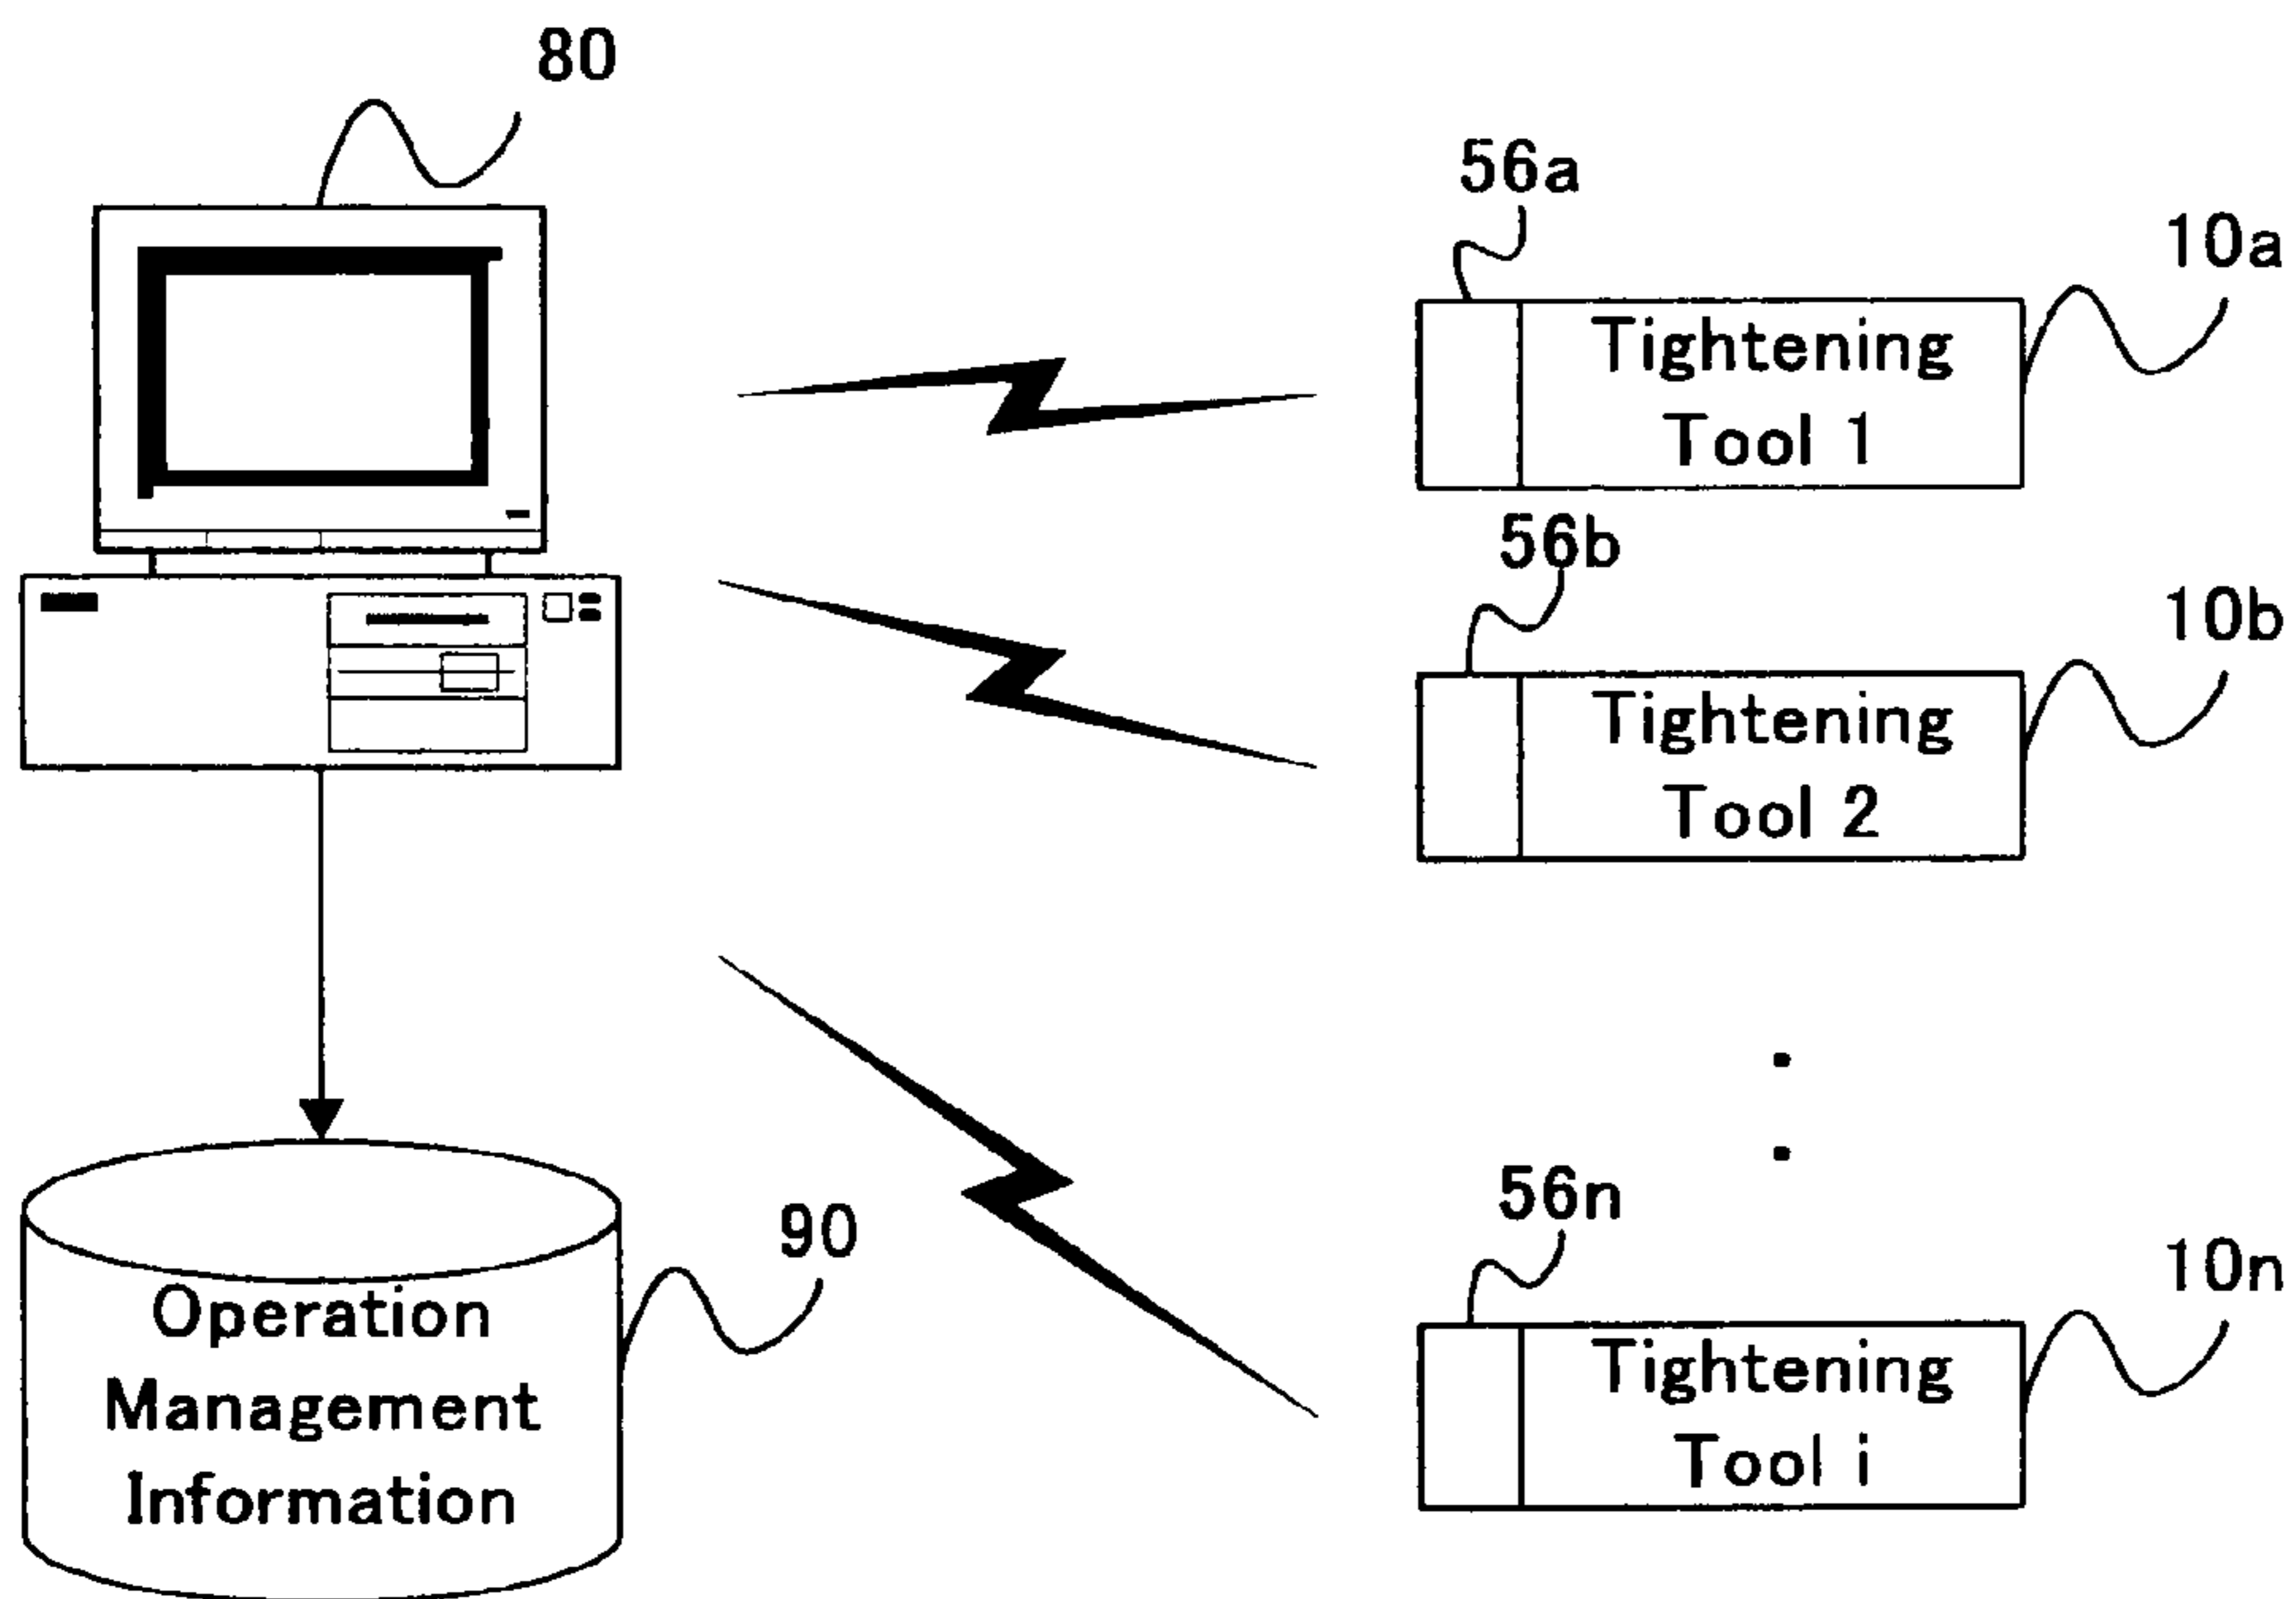 80
56a
10a
Tightening
Tool 1
56b
10b
Tightening
Tool 2
56n
10n
Tightening
Tool i
90
Operation
Management
Information